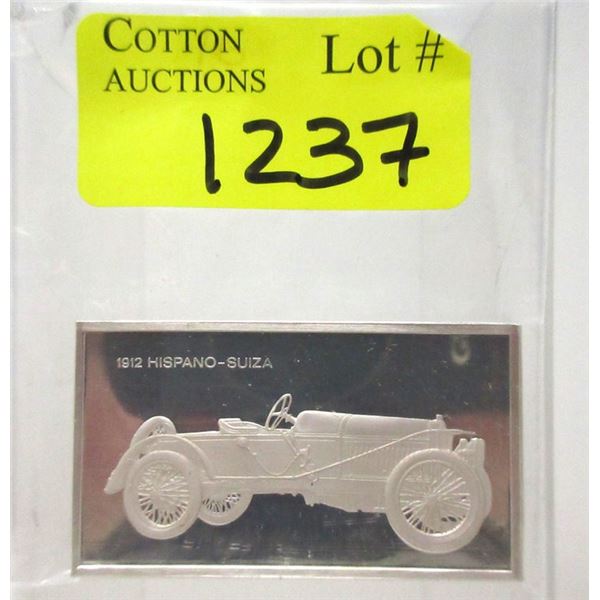 COTTON
AUCTIONS
Lot #
1237
1912 HISPANO-SUIZA